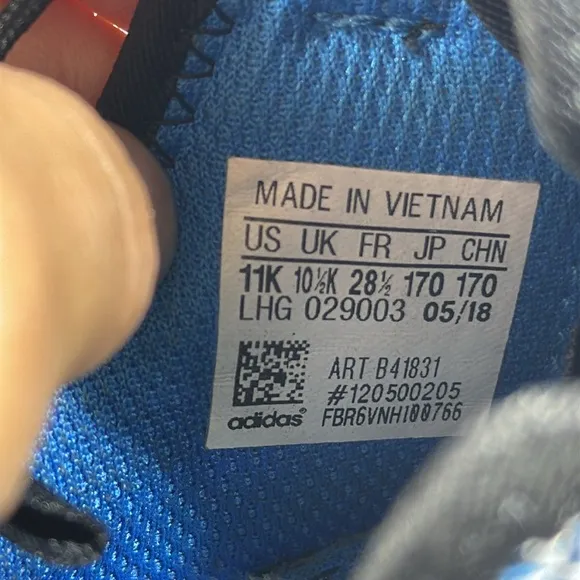 MADE IN VIETNAM
US UK FR JP CHN
11K 10½K 28½ 170 170
LHG 029003 05/18
ART B41831
#120500205
adidas® FBR6VNH100766